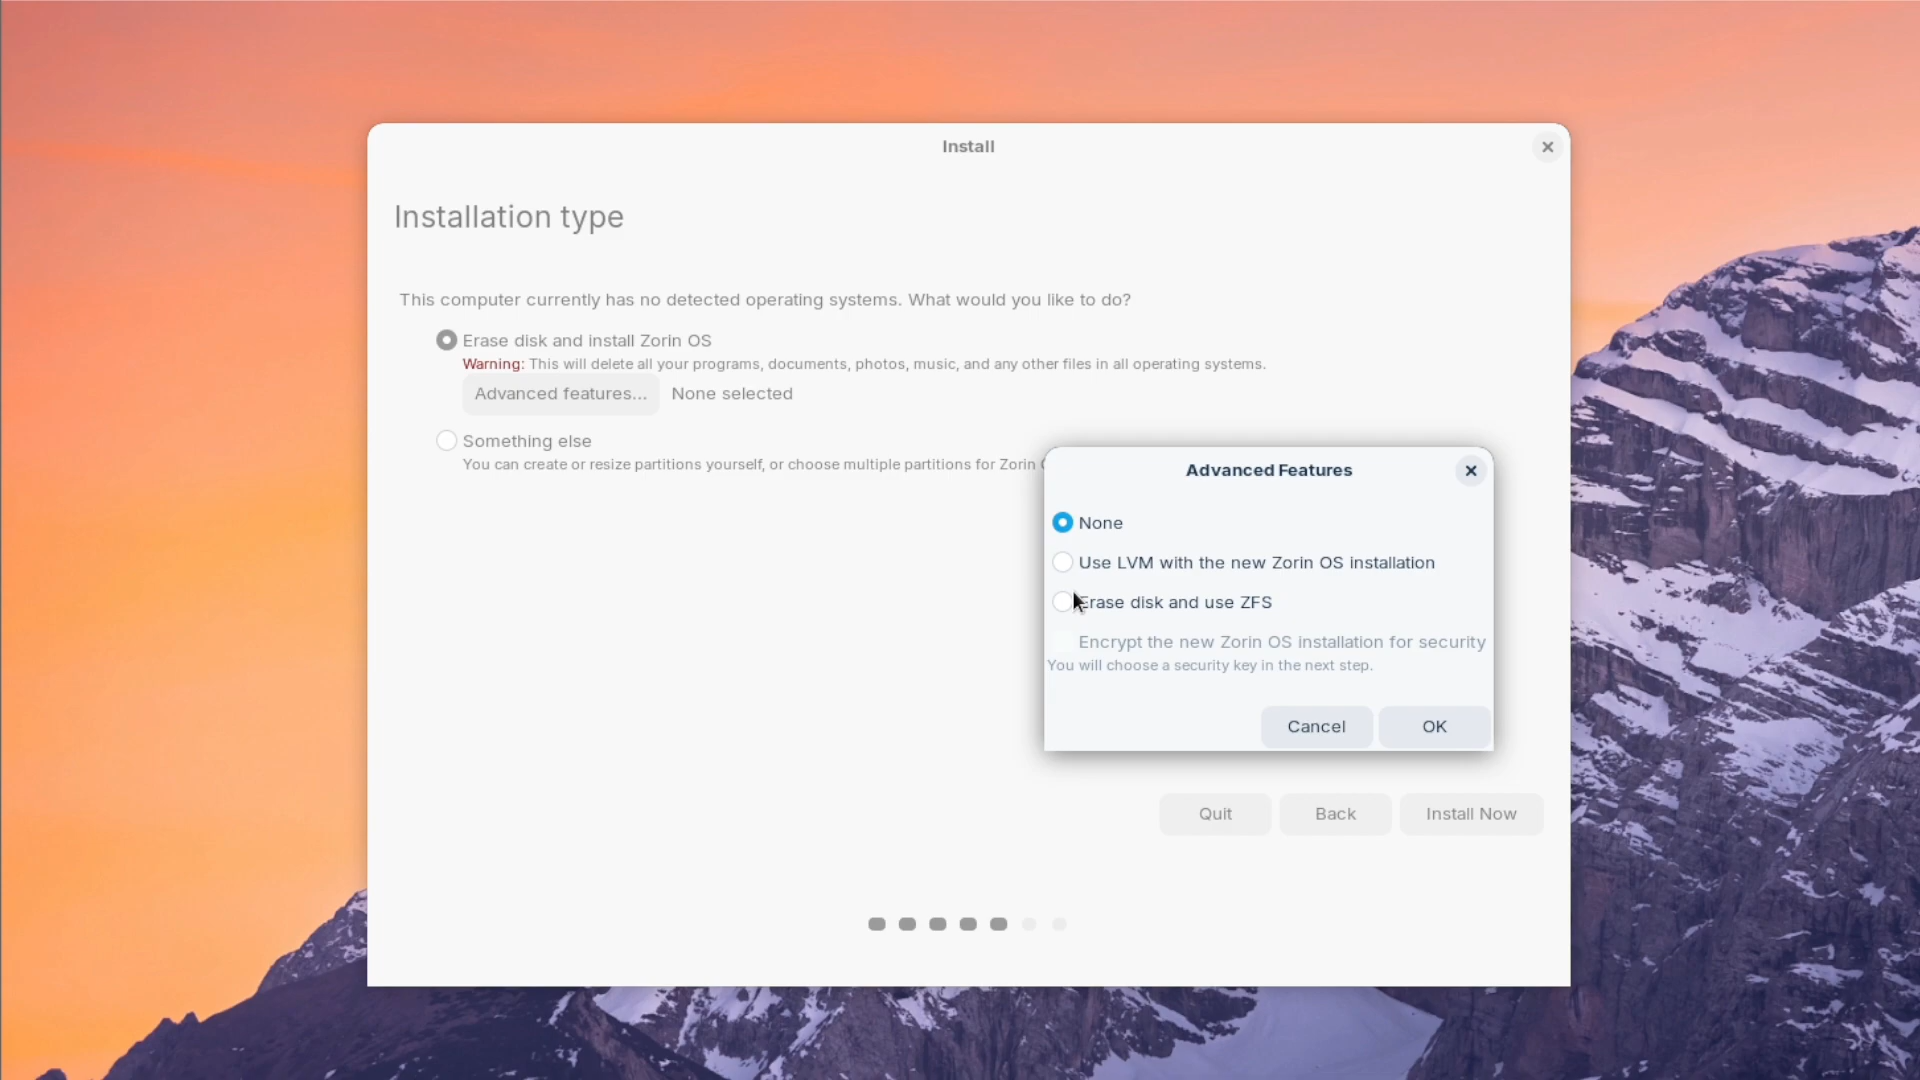 Install
Installation type
This computer currently has no detected operating systems. What would you like to do?
Erase disk and install Zorin OS
Warning: This will delete all your programs, documents, photos, music, and any other files in all operating systems.
Advanced features... None selected
Something else
You can create or resize partitions yourself, or choose multiple partitions for Zorin
Advanced Features
None
Use LVM with the new Zorin OS installation
Erase disk and use ZFS
Encrypt the new Zorin OS installation for security
You will choose a security key in the next step.
Cancel OK
Quit Back Install Now